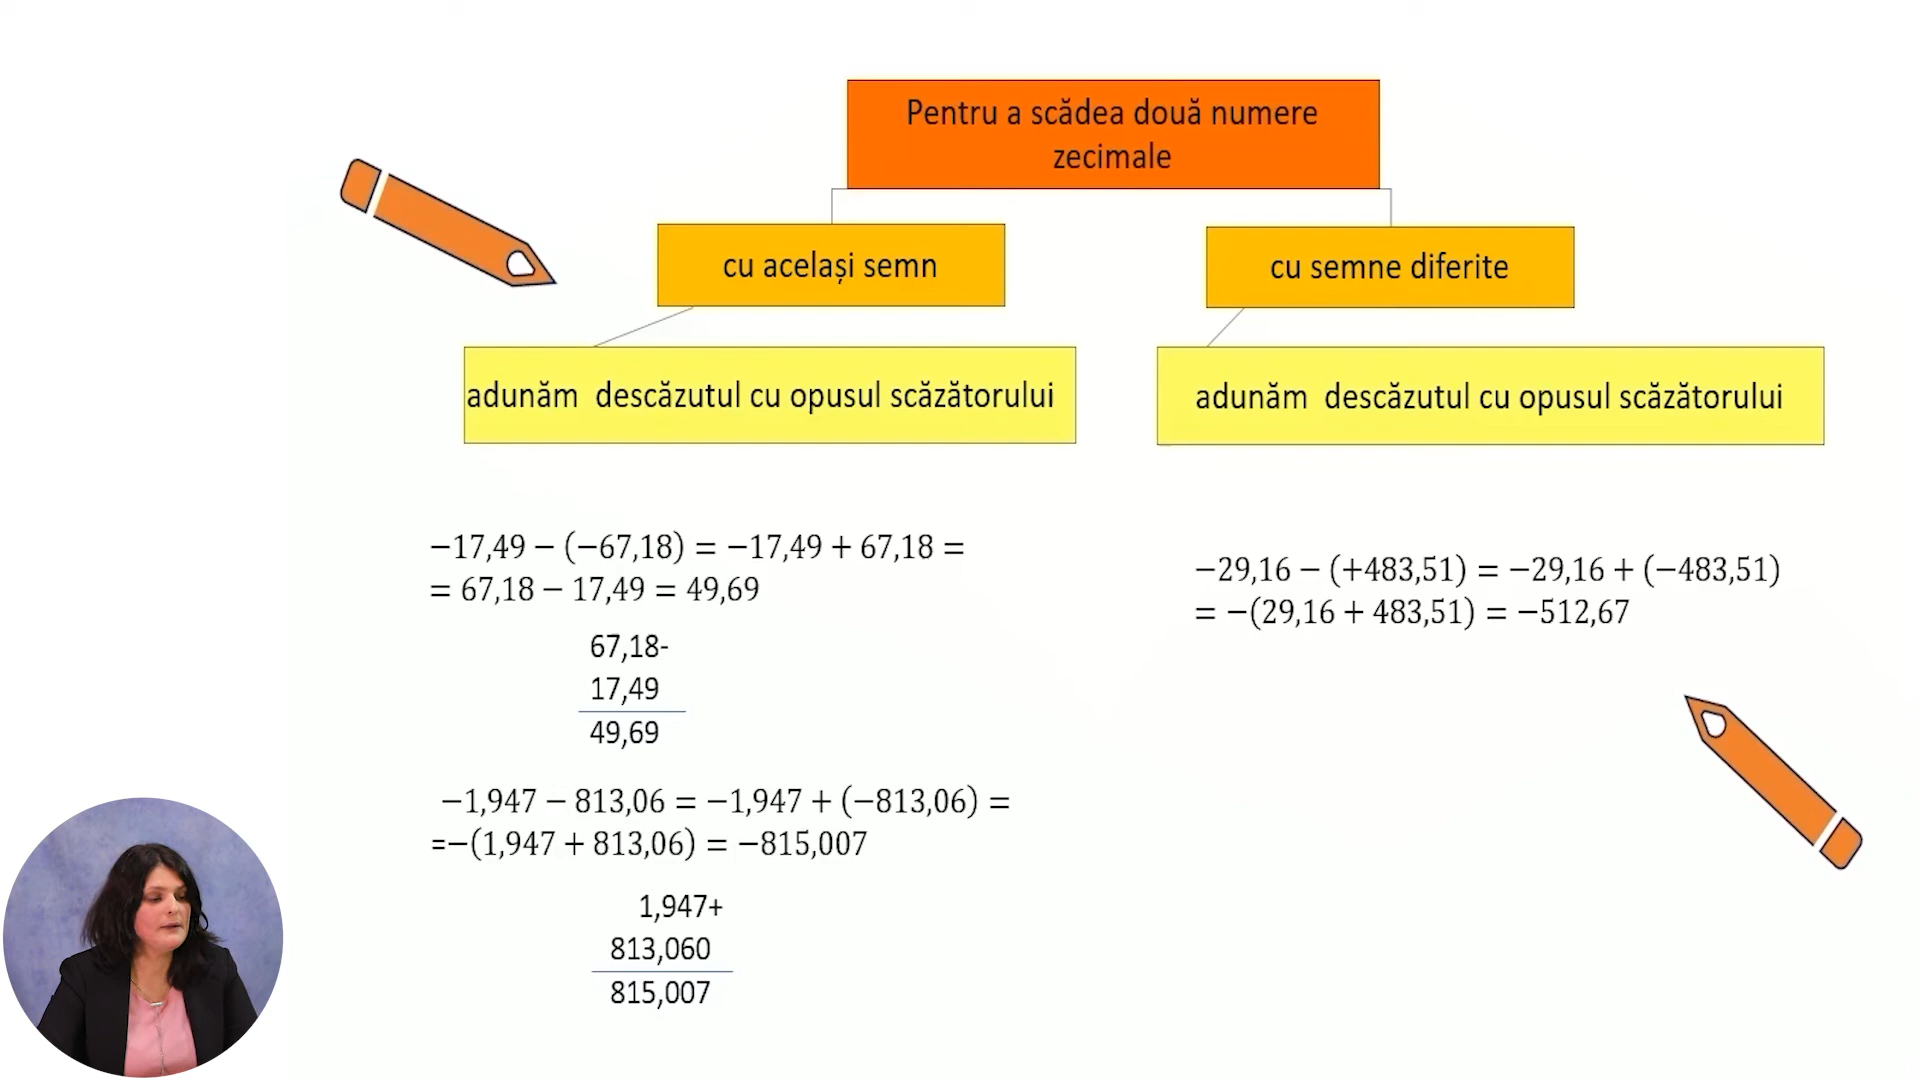 Pentru a scădea două numere
zecimale
cu același semn
cu semne diferite
adunăm  descăzutul cu opusul scăzătorului
adunăm  descăzutul cu opusul scăzătorului
−17,49 − (−67,18) = −17,49 + 67,18 =
= 67,18 − 17,49 = 49,69
67,18-
17,49
49,69
−1,947 − 813,06 = −1,947 + (−813,06) =
=−(1,947 + 813,06) = −815,007
1,947+
813,060
815,007
−29,16 − (+483,51) = −29,16 + (−483,51)
= −(29,16 + 483,51) = −512,67